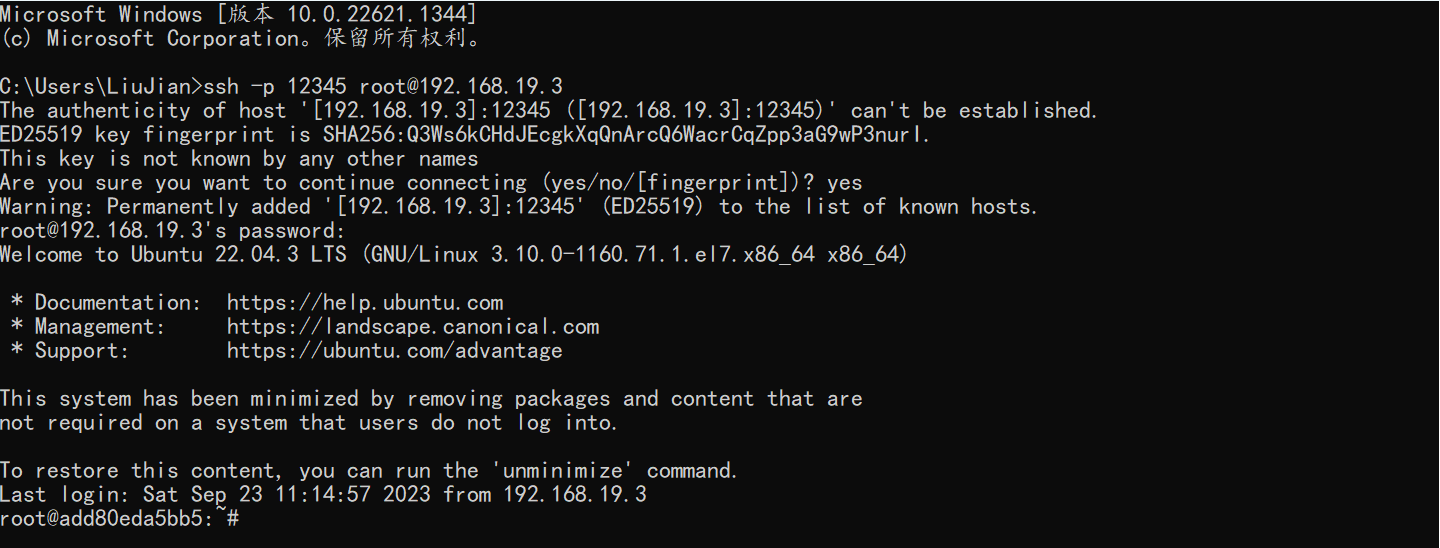 Microsoft Windows [版本 10.0.22621.1344]
(c) Microsoft Corporation。保留所有权利。
C:\Users\LiuJian>ssh -p 12345 root@192.168.19.3
The authenticity of host '[192.168.19.3]:12345 ([192.168.19.3]:12345)' can't be established.
ED25519 key fingerprint is SHA256:Q3Ws6kCHdJEcgkXqQnArcQ6WacrCqZpp3aG9wP3nurI.
This key is not known by any other names
Are you sure you want to continue connecting (yes/no/[fingerprint])? yes
Warning: Permanently added '[192.168.19.3]:12345' (ED25519) to the list of known hosts.
root@192.168.19.3's password:
Welcome to Ubuntu 22.04.3 LTS (GNU/Linux 3.10.0-1160.71.1.el7.x86_64 x86_64)
* Documentation:  https://help.ubuntu.com
* Management:     https://landscape.canonical.com
* Support:        https://ubuntu.com/advantage
This system has been minimized by removing packages and content that are
not required on a system that users do not log into.
To restore this content, you can run the 'unminimize' command.
Last login: Sat Sep 23 11:14:57 2023 from 192.168.19.3
root@add80eda5bb5:~#